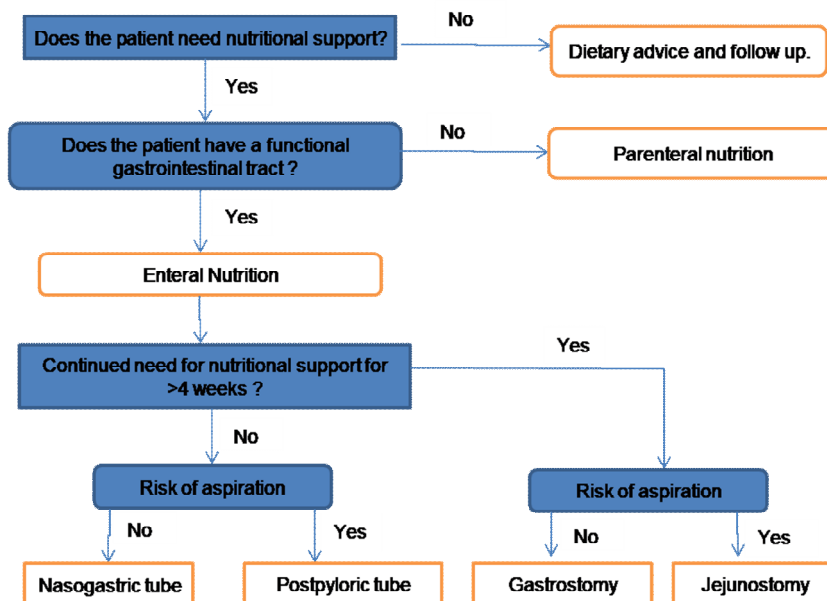 Does the patient need nutritional support?
No
Dietary advice and follow up.
Yes
Does the patient have a functional
gastrointestinal tract ?
No
Parenteral nutrition
Yes
Enteral Nutrition
Continued need for nutritional support for
>4 weeks ?
Yes
No
Risk of aspiration
Risk of aspiration
No
Yes
No
Yes
Nasogastric tube
Postpyloric tube
Gastrostomy
Jejunostomy